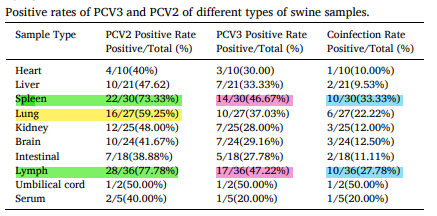 Positive rates of PCV3 and PCV2 of different types of swine samples.
Sample Type PCV2 Positive Rate PCV3 Positive Rate Coinfection Rate
Positive/Total (%) Positive/Total (%) Positive/Total (%)
Heart 4/10(40%) 3/10(30.00) 1/10(10.00%)
Liver 10/21(47.62) 7/21(33.33%) 2/21(9.53%)
Spleen 22/30(73.33%) 14/30(46.67%) 10/30(33.33%)
Lung 16/27(59.25%) 10/27(37.03%) 6/27(22.22%)
Kidney 12/25(48.00%) 7/25(28.00%) 3/25(12.00%)
Brain 10/24(41.67%) 7/24(29.16%) 3/24(12.50%)
Intestinal 7/18(38.88%) 5/18(27.78%) 2/18(11.11%)
Lymph 28/36(77.78%) 17/36(47.22%) 10/36(27.78%)
Umbilical cord 1/2(50.00%) 1/2(50.00%) 1/2(50.00%)
Serum 2/5(40.00%) 1/5(20.00%) 1/5(20.00%)